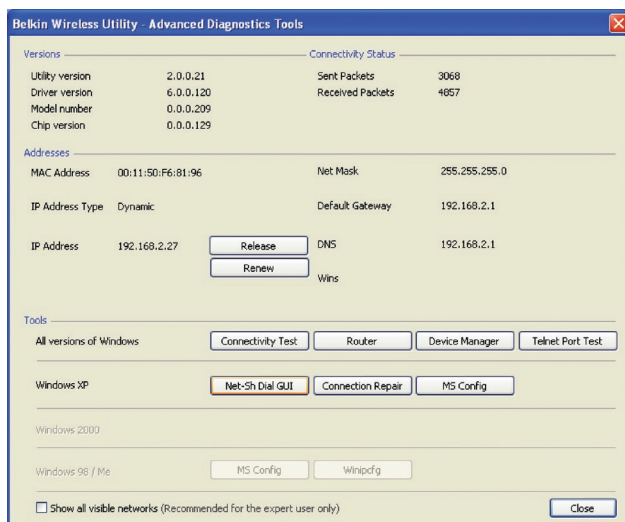 Belkin Wireless Utility - Advanced Diagnostics Tools
Versions
Utility version 2.0.0.21
Driver version 6.0.0.120
Model number 0.0.0.209
Chip version 0.0.0.129
Connectivity Status
Sent Packets 3068
Received Packets 4857
Addresses
MAC Address 00:11:50:F6:81:96
Net Mask 255.255.255.0
IP Address Type Dynamic
Default Gateway 192.168.2.1
IP Address 192.168.2.27 Release
Renew
DNS 192.168.2.1
Wins
Tools
All versions of Windows Connectivity Test Router Device Manager Telnet Port Test
Windows XP Net-Sh Dial GUI Connection Repair MS Config
Windows 2000
Windows 98 / Me MS Config Winipcfg
Show all visible networks (Recommended for the expert user only) Close